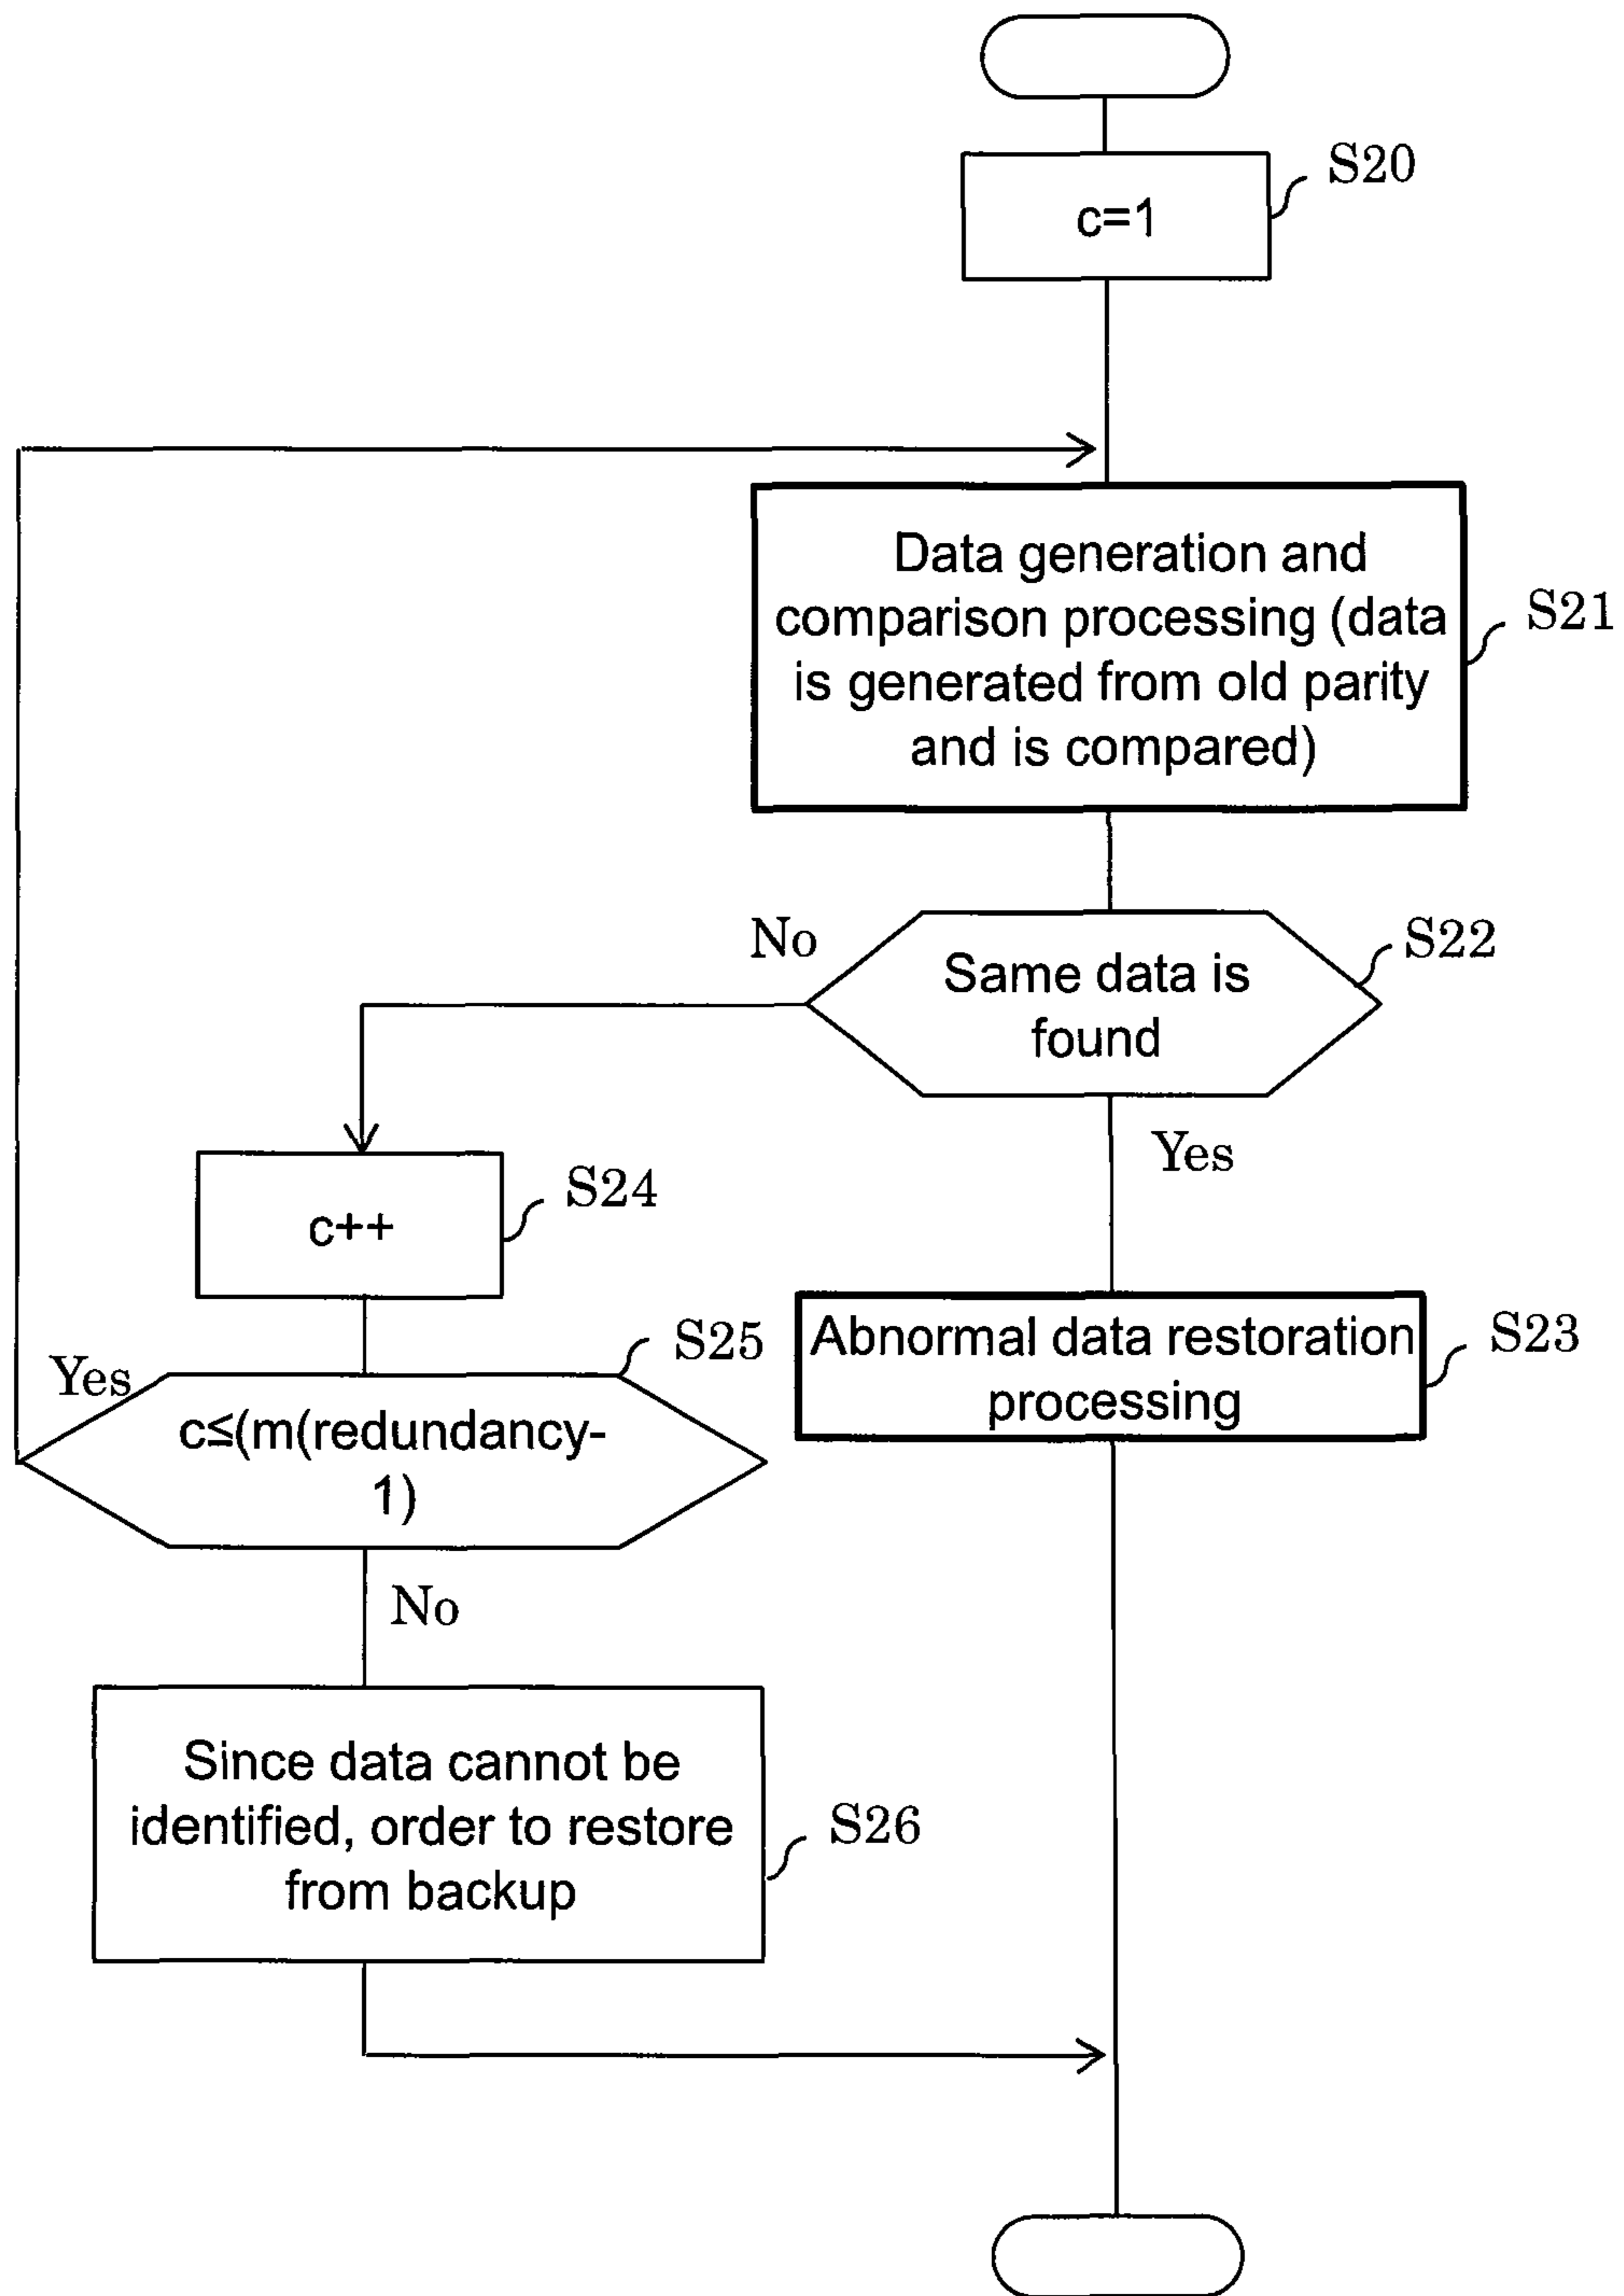 S20
c=1
Data generation and
comparison processing (data
is generated from old parity
and is compared)
S21
No
Same data is
found
S22
Yes
c++
S24
Abnormal data restoration
processing
S23
Yes
c≤(m(redundancy-
1)
S25
No
Since data cannot be
identified, order to restore
from backup
S26